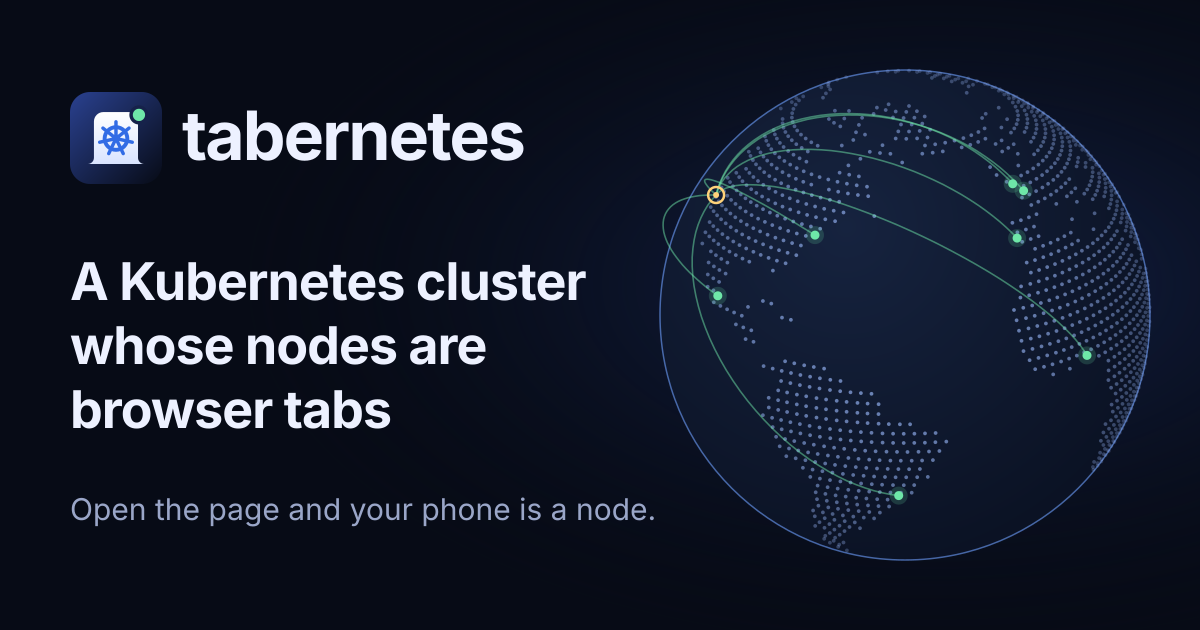 tabernetes
A Kubernetes cluster
whose nodes are
browser tabs
Open the page and your phone is a node.